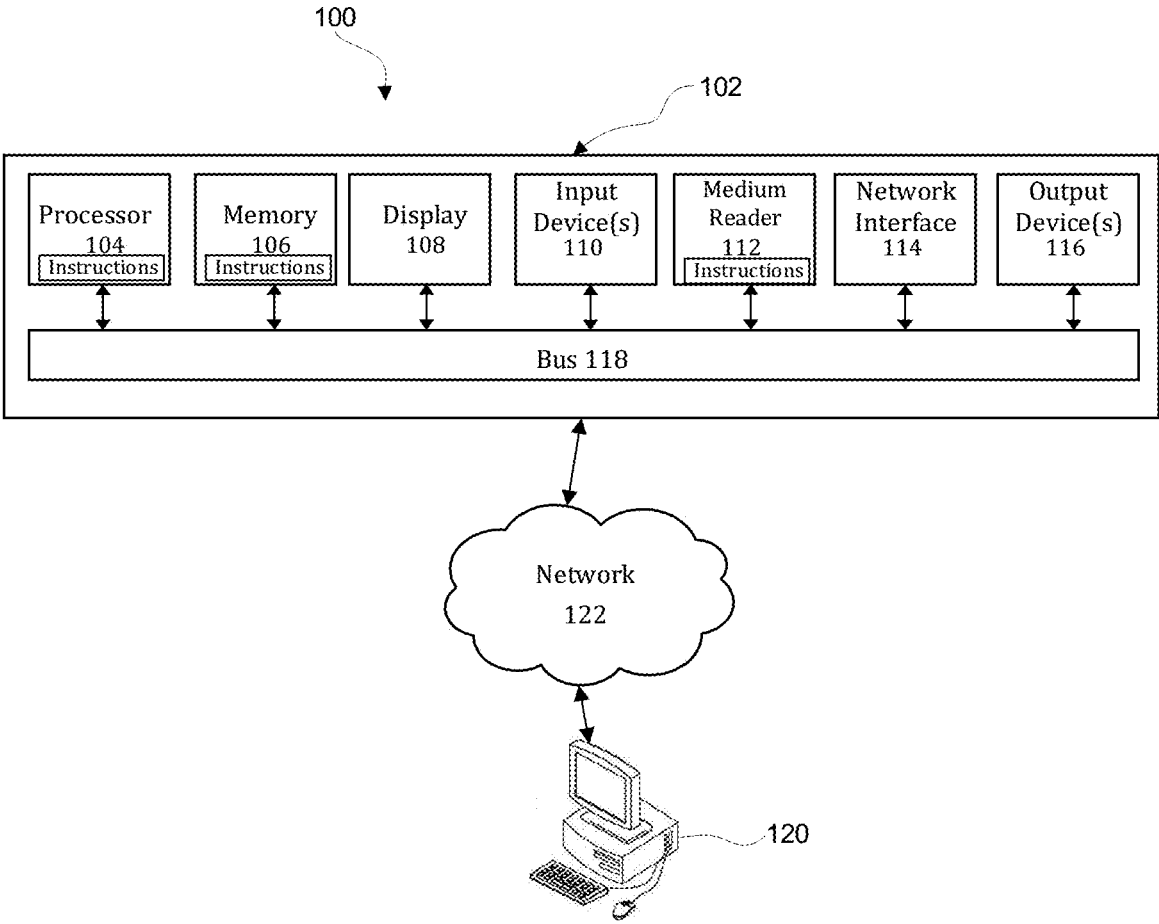 100
102
Processor
104
Instructions
Memory
106
Instructions
Display
108
Input
Device(s)
110
Medium
Reader
112
Instructions
Network
Interface
114
Output
Device(s)
116
Bus 118
Network
122
120